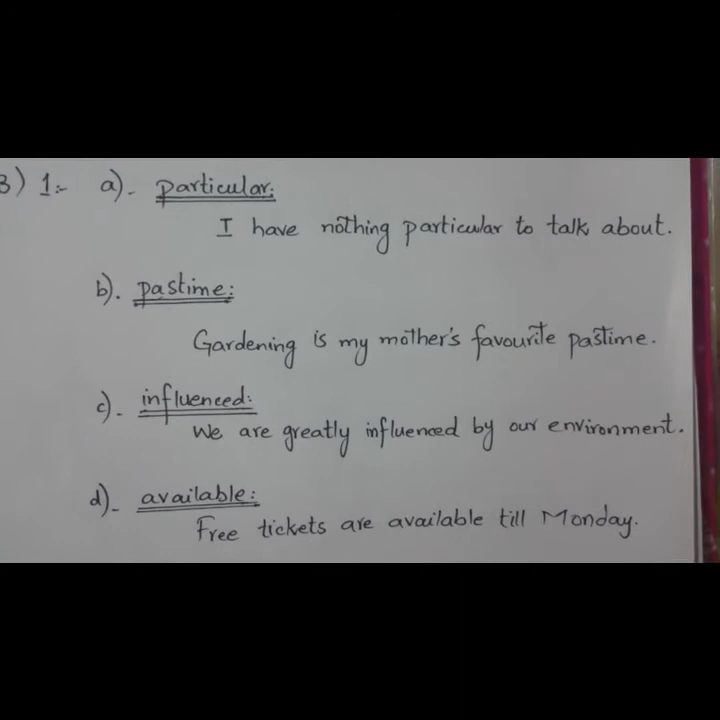 3) 1:- a)- particular:
I have nothing particular to talk about.
b). pastime:
Gardening is my mother's favourite pastime.
c)- influenced:
We are greatly influenced by our environment.
d)- available:
Free tickets are available till Monday.